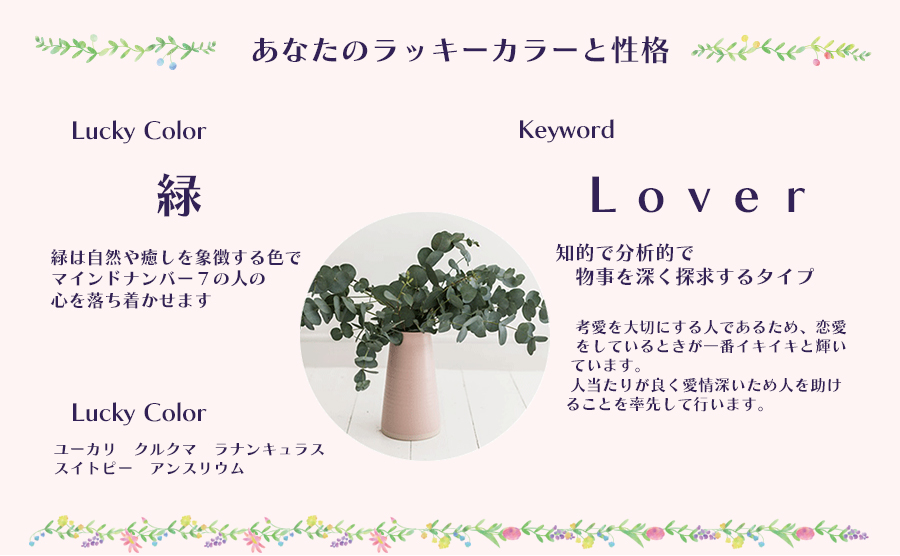 あなたのラッキーカラーと性格
Lucky Color
緑
緑は自然や癒しを象徴する色で
マインドナンバー７の人の
心を落ち着かせます
Lucky Color
ユーカリ　クルクマ　ラナンキュラス
スイトピー　アンスリウム
Keyword
Ｌｏｖｅｒ
知的で分析的で
物事を深く探求するタイプ
考愛を大切にする人であるため、恋愛
をしているときが一番イキイキと輝い
ています。
人当たりが良く愛情深いため人を助け
ることを率先して行います。